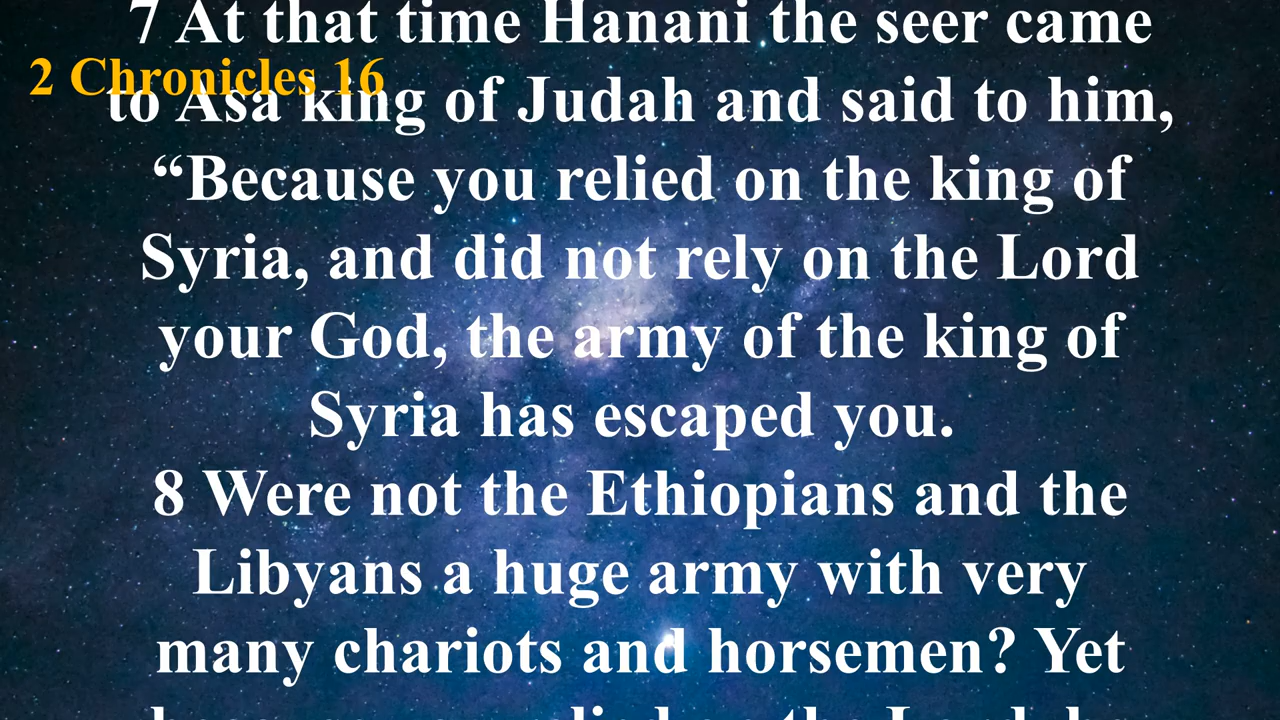 7 At that time Hanani the seer came
2 Chronicles 16
to Asa king of Judah and said to him,
“Because you relied on the king of
Syria, and did not rely on the Lord
your God, the army of the king of
Syria has escaped you.
8 Were not the Ethiopians and the
Libyans a huge army with very
many chariots and horsemen? Yet